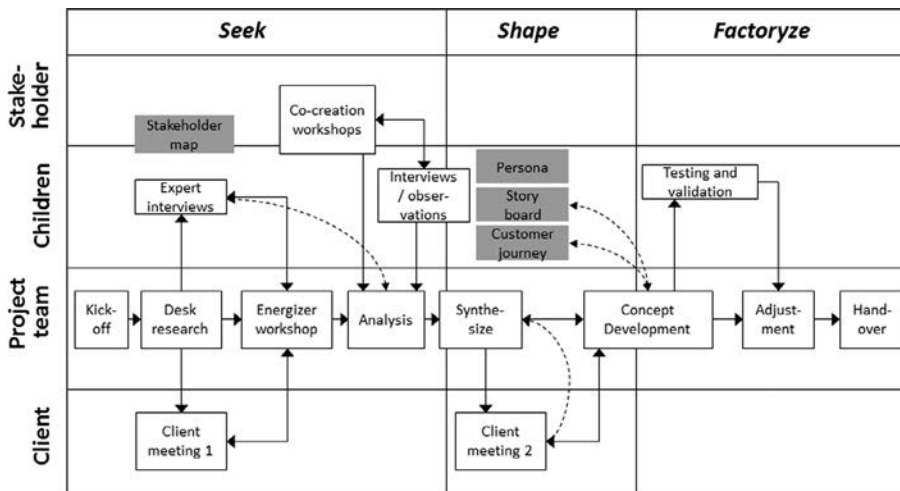 Seek
Shape
Factoryze
Stake-
holder
Co-creation
workshops
Stakeholder
map
Children
Expert
interviews
Interviews
/ obser-
vations
Persona
Story
board
Customer
journey
Testing and
validation
Project
team
Kick-
off
Desk
research
Energizer
workshop
Analysis
Synthe-
size
Concept
Development
Adjust-
ment
Hand-
over
Client
Client
meeting 1
Client
meeting 2